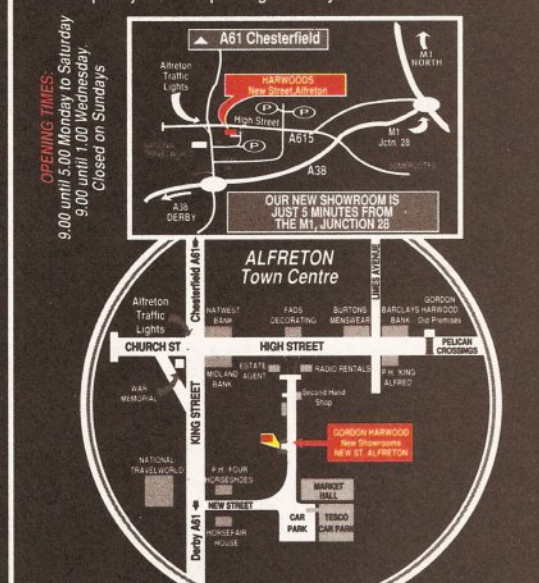 OPENING TIMES:
9.00 until 5.00 Monday to Saturday
9.00 until 1.00 Wednesday.
Closed on Sundays
A61 Chesterfield
M1
NORTH
Alfreton
Traffic
Lights
HARWOODS
New Street, Alfreton
P
P
High Street
A615
P
M1
Jctn. 28
NATIONAL
TRAVELWORLD
SOMERCOTES
A38
A38
DERBY
OUR NEW SHOWROOM IS
JUST 5 MINUTES FROM
THE M1, JUNCTION 28
ALFRETON
Town Centre
Chesterfield A61
LIMES AVENUE
Alfreton
Traffic
Lights
NATWEST
BANK
FADS
DECORATING
BURTONS
MENSWEAR
BARCLAYS
BANK
GORDON
HARWOOD
Old Premises
CHURCH ST
HIGH STREET
PELICAN
CROSSINGS
MIDLAND
BANK
ESTATE
AGENT
RADIO RENTALS
P.H. KING
ALFRED
WAR
MEMORIAL
KING STREET
Second Hand
Shop
GORDON HARWOOD
New Showrooms
NEW ST. ALFRETON
NATIONAL
TRAVELWORLD
P.H. FOUR
HORSESHOES
MARKET
HALL
NEW STREET
CAR
PARK
TESCO
CAR PARK
Derby A61
HORSEFAIR
HOUSE